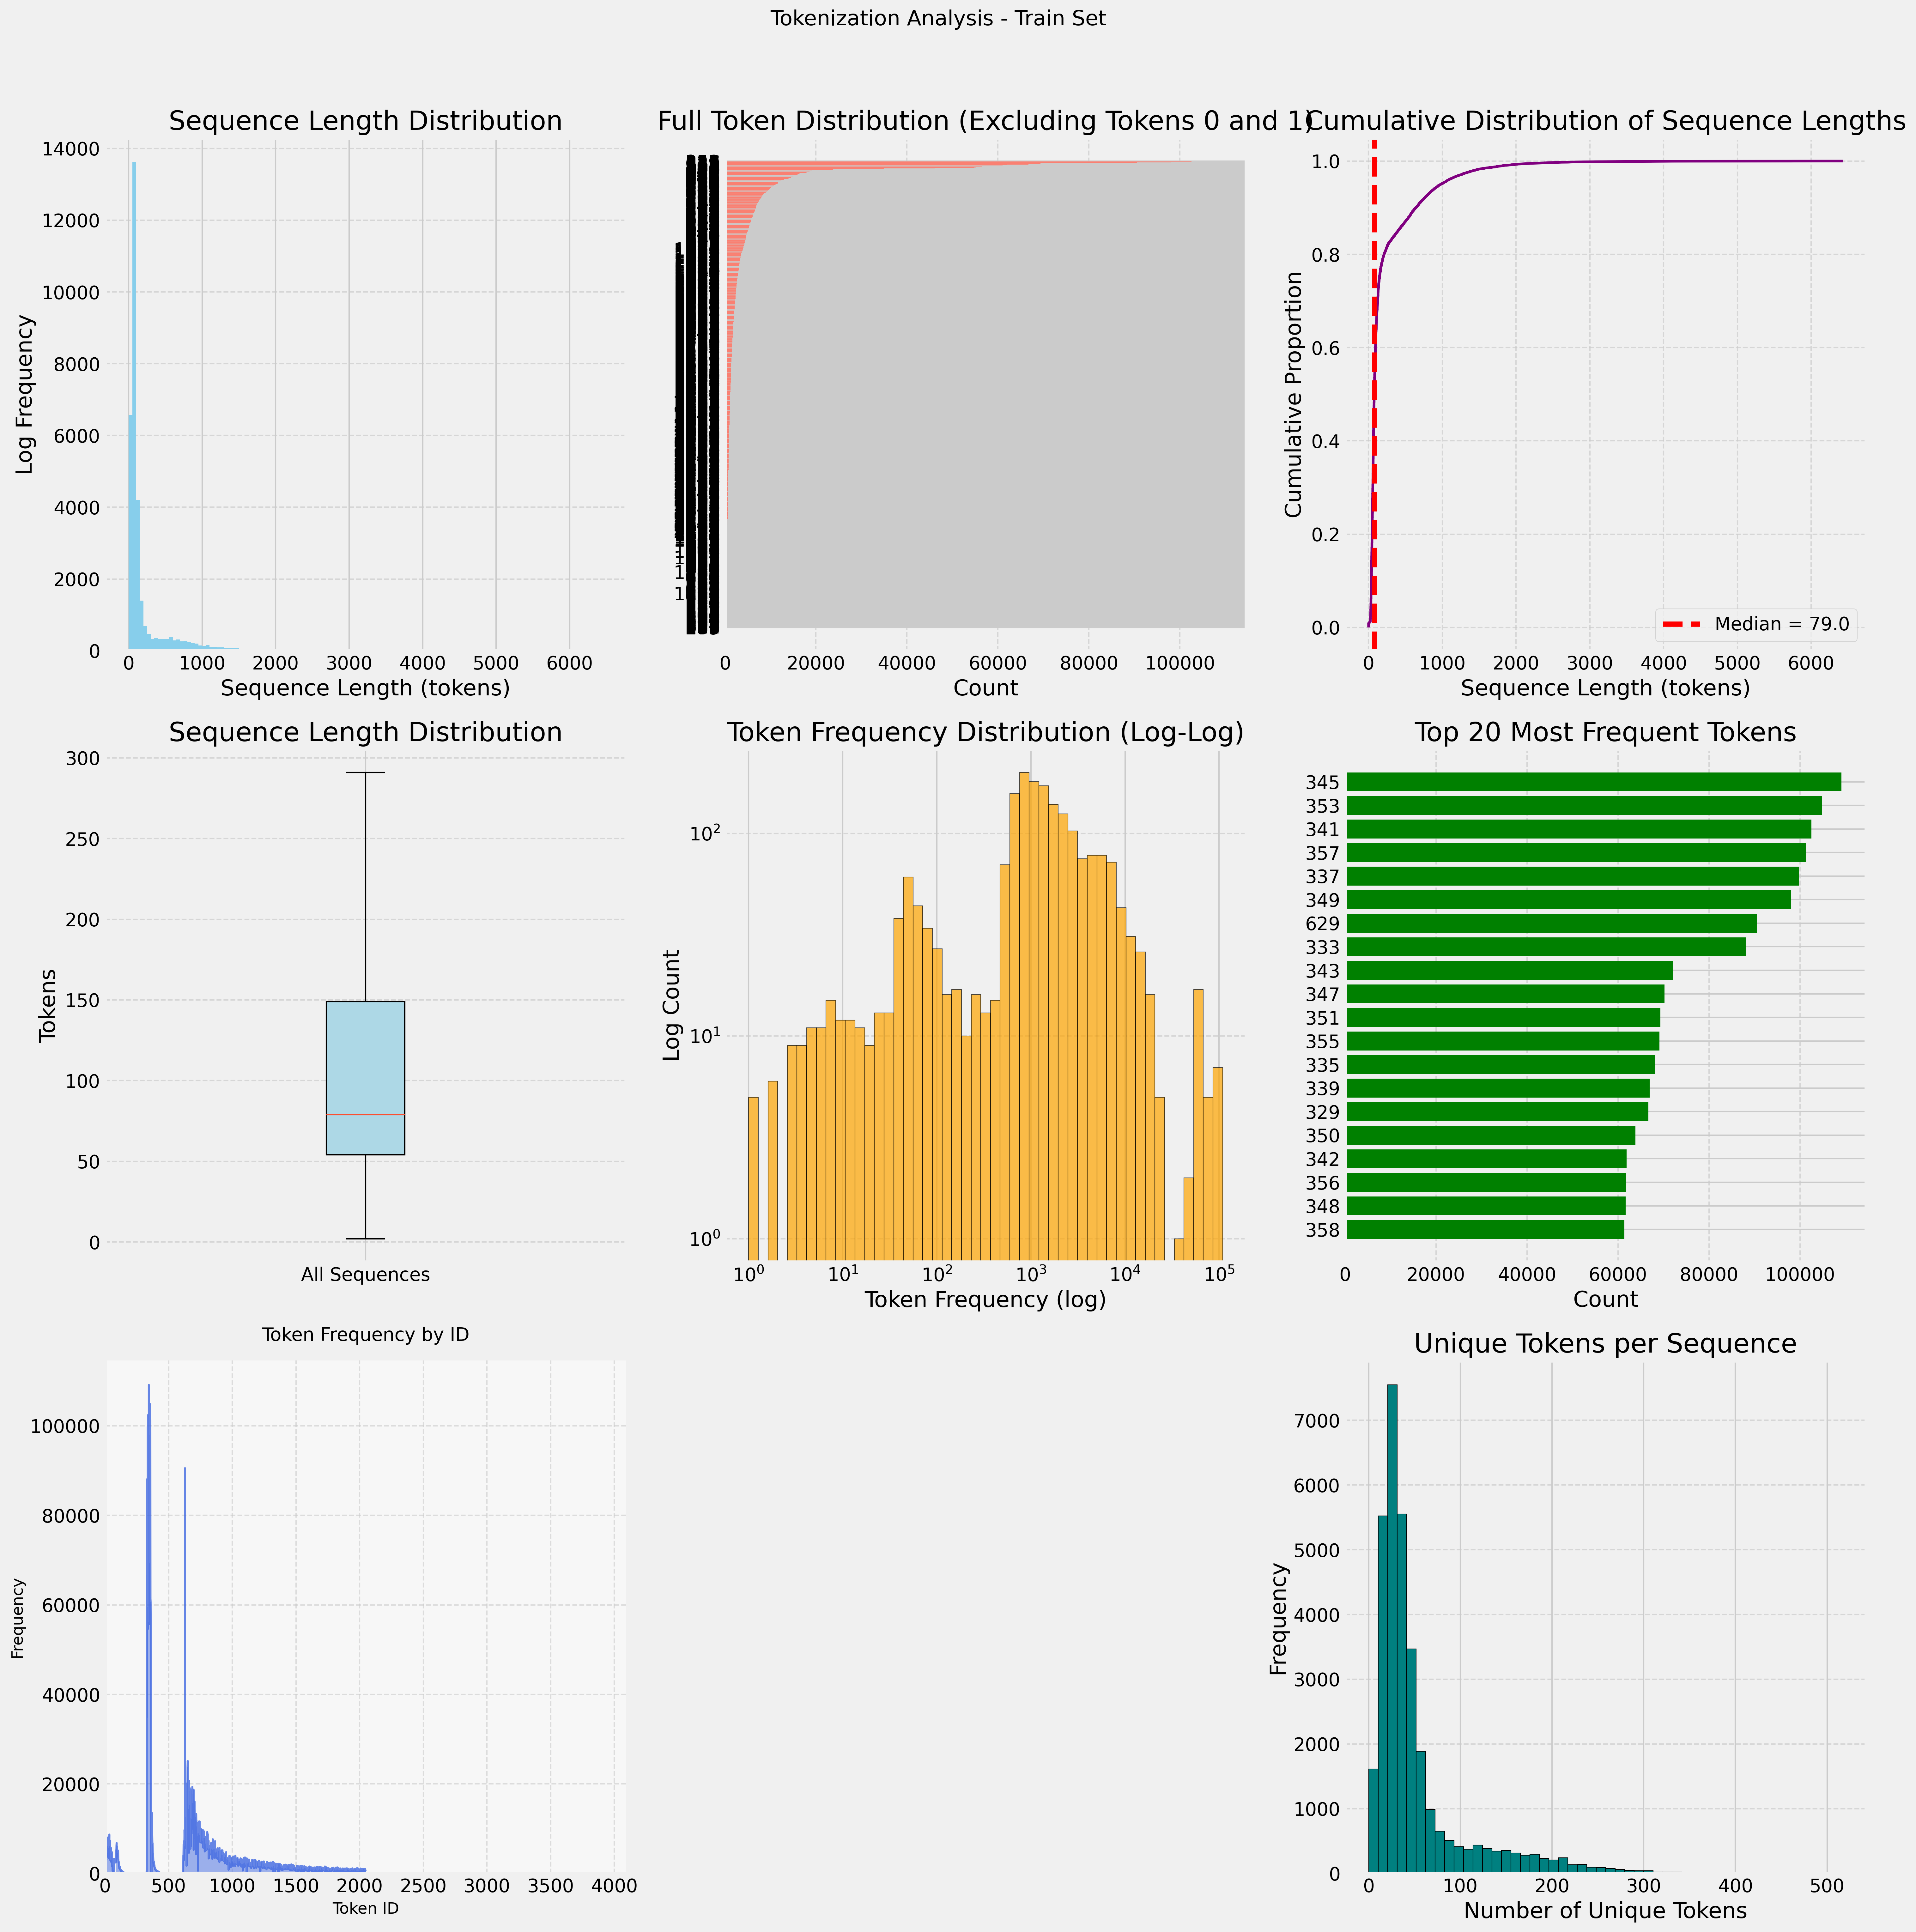 Tokenization Analysis - Train Set
Sequence Length Distribution
14000
12000
10000
8000
6000
4000
2000
0
Log Frequency
0 1000 2000 3000 4000 5000 6000
Sequence Length (tokens)
Full Token Distribution (Excluding Tokens 0 and 1)
1
1
0 20000 40000 60000 80000 100000
Count
Cumulative Distribution of Sequence Lengths
1.0
0.8
0.6
0.4
0.2
0.0
Cumulative Proportion
Median = 79.0
0 1000 2000 3000 4000 5000 6000
Sequence Length (tokens)
Sequence Length Distribution
300
250
200
150
100
50
0
Tokens
All Sequences
Token Frequency Distribution (Log-Log)
10²
10¹
10⁰
Log Count
10⁰ 10¹ 10² 10³ 10⁴ 10⁵
Token Frequency (log)
Top 20 Most Frequent Tokens
345
353
341
357
337
349
629
333
343
347
351
355
335
339
329
350
342
356
348
358
0 20000 40000 60000 80000 100000
Count
Token Frequency by ID
100000
80000
60000
40000
20000
0
Frequency
0 500 1000 1500 2000 2500 3000 3500 4000
Token ID
Unique Tokens per Sequence
7000
6000
5000
4000
3000
2000
1000
0
Frequency
0 100 200 300 400 500
Number of Unique Tokens